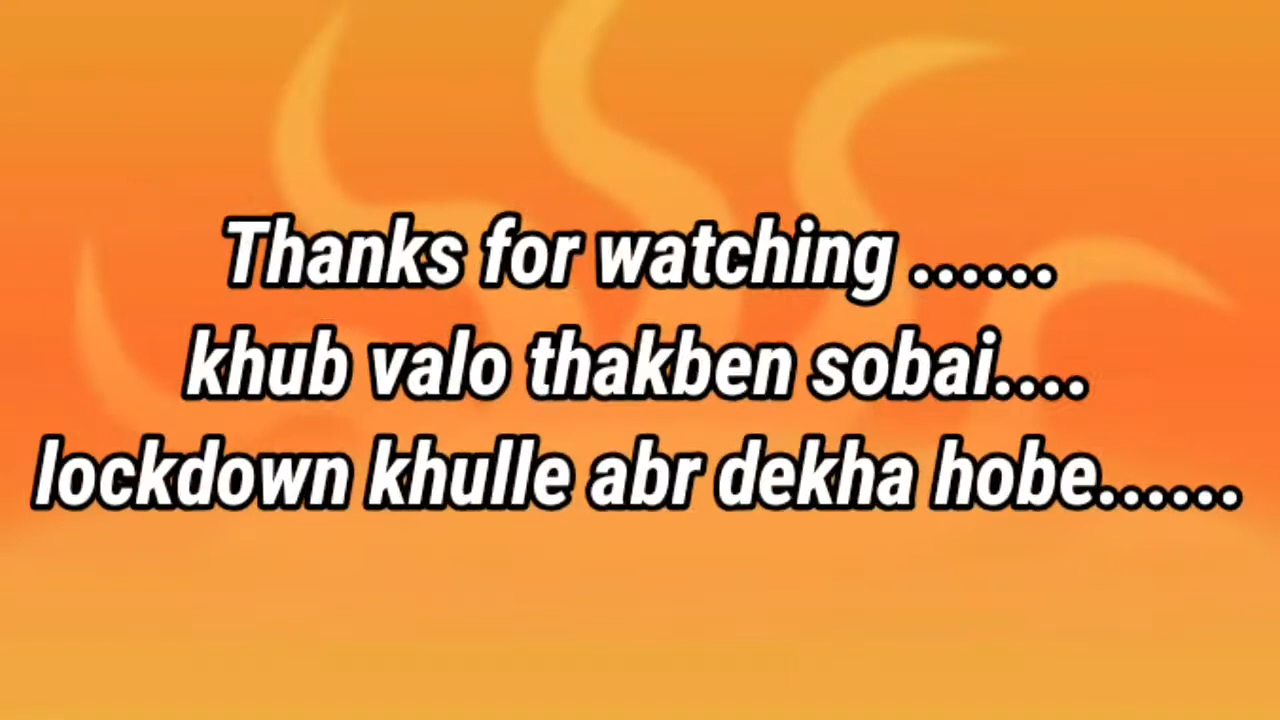 Thanks for watching ......
khub valo thakben sobai....
lockdown khulle abr dekha hobe......